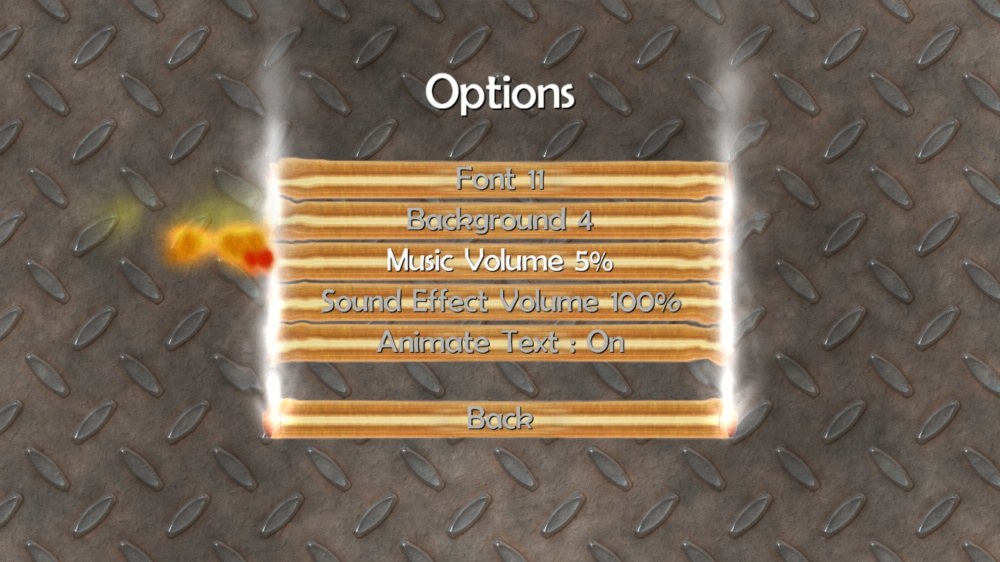 Options
Font 11
Background 4
Music Volume 5%
Sound Effect Volume 100%
Animate Text : On
Back